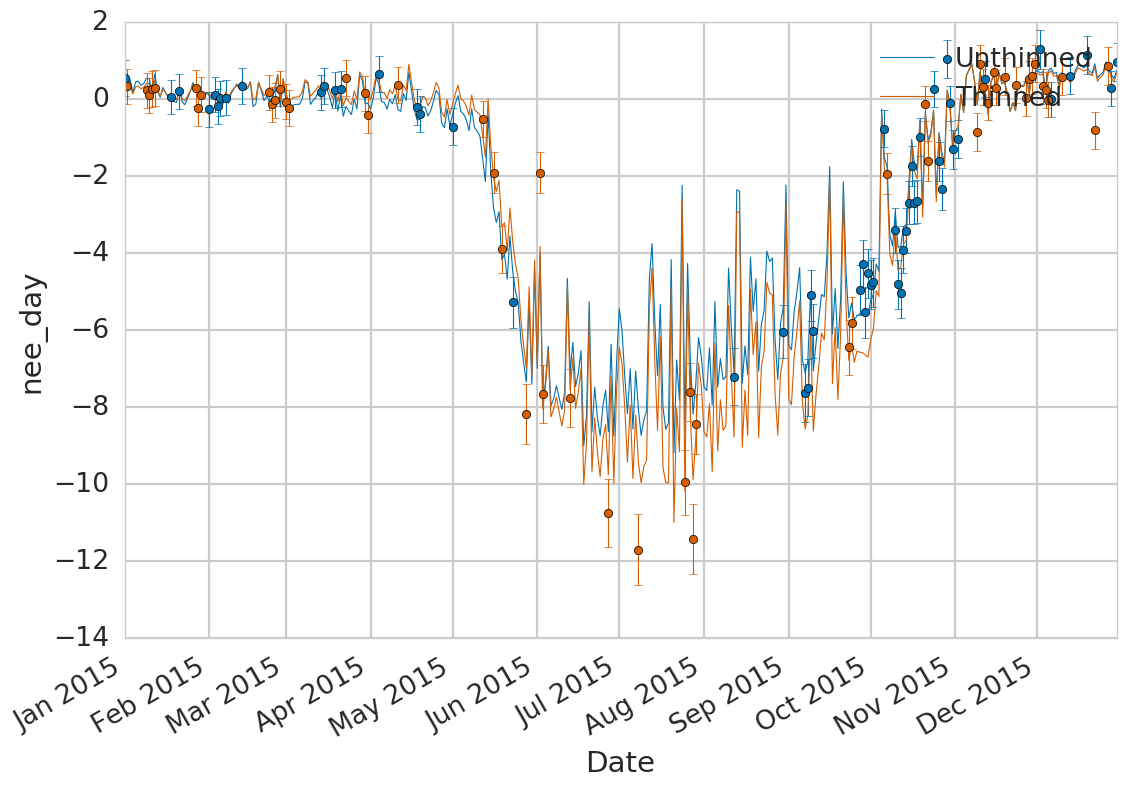 2
0
−2
−4
−6
−8
−10
−12
−14
nee_day
Unthinned
Thinned
Jan 2015
Feb 2015
Mar 2015
Apr 2015
May 2015
Jun 2015
Jul 2015
Aug 2015
Sep 2015
Oct 2015
Nov 2015
Dec 2015
Date